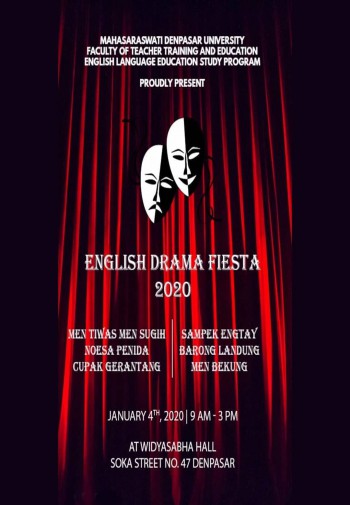 MAHASARASWATI DENPASAR UNIVERSITY
FACULTY OF TEACHER TRAINING AND EDUCATION
ENGLISH LANGUAGE EDUCATION STUDY PROGRAM
PROUDLY PRESENT
ENGLISH DRAMA FIESTA
2020
MEN TIWAS MEN SUGIH
NOESA PENIDA
CUPAK GERANTANG
SAMPEK ENGTAY
BARONG LANDUNG
MEN BEKUNG
JANUARY 4TH, 2020 | 9 AM - 3 PM
AT WIDYASABHA HALL
SOKA STREET NO. 47 DENPASAR